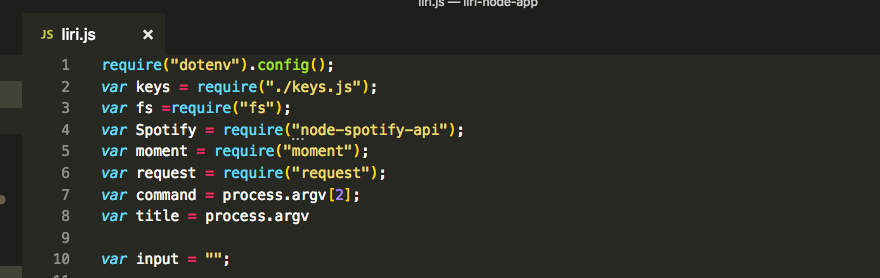 liri.js — liri-node-app
JS liri.js ×
1 require("dotenv").config();
2 var keys = require("./keys.js");
3 var fs =require("fs");
4 var Spotify = require("node-spotify-api");
5 var moment = require("moment");
6 var request = require("request");
7 var command = process.argv[2];
8 var title = process.argv
9
10 var input = "";
11